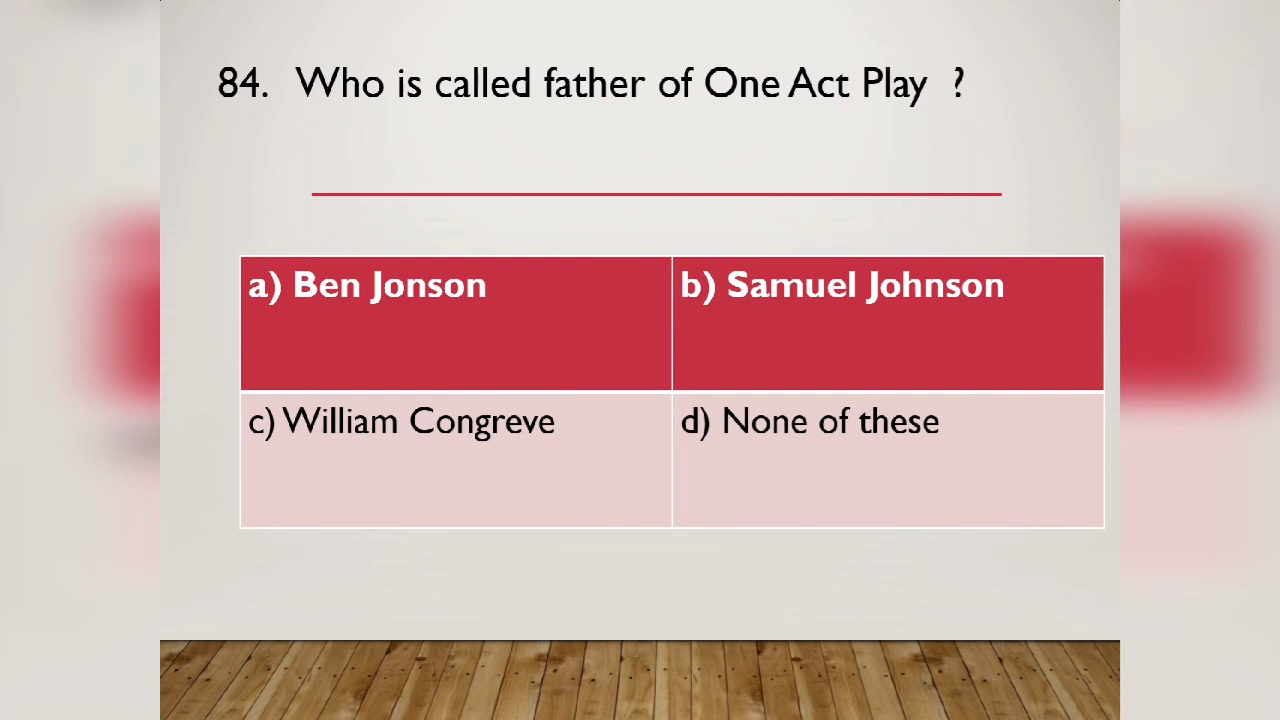 84. Who is called father of One Act Play ?
a) Ben Jonson
b) Samuel Johnson
c) William Congreve
d) None of these